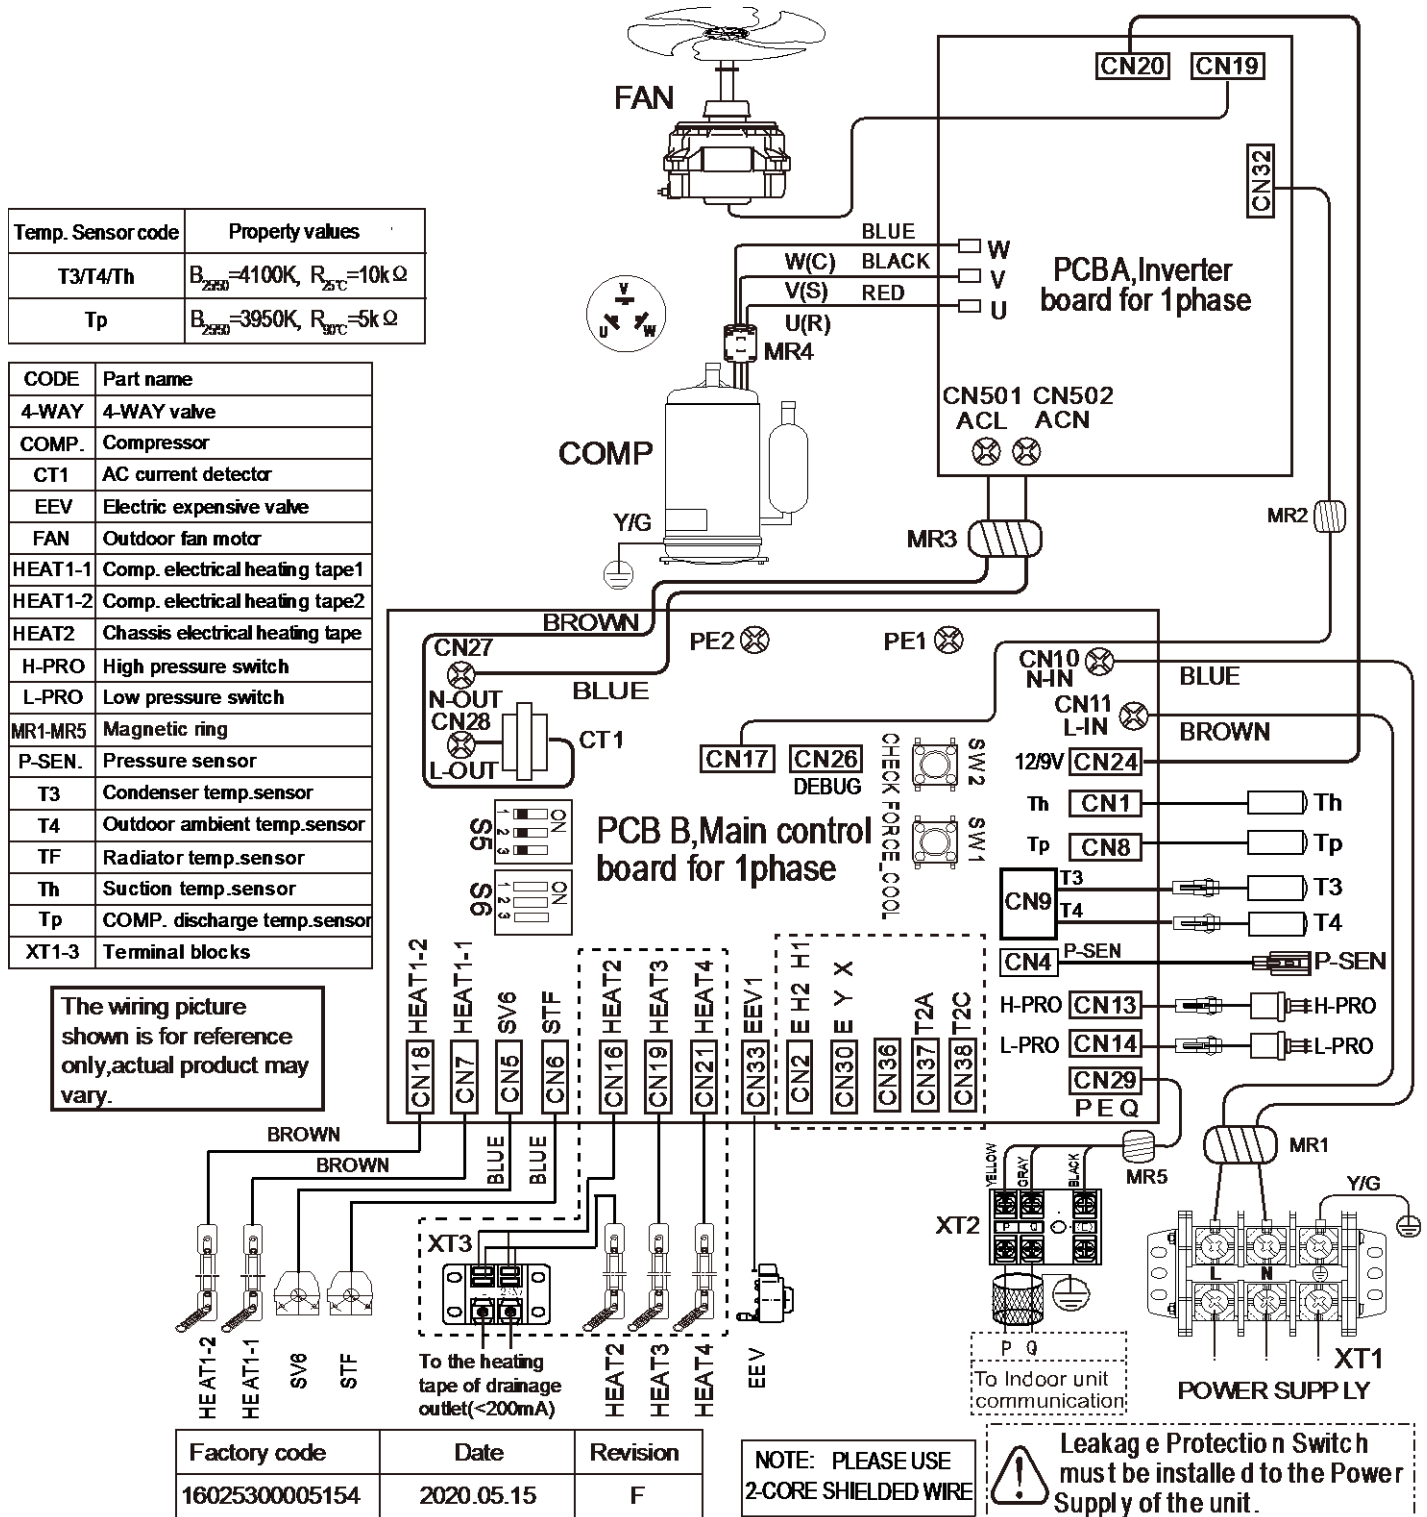 CN20
CN19
FAN
CN32
Temp. Sensor code Property values
T3/T4/Th B25/50=4100K, R25℃=10kΩ
Tp B25/50=3950K, R90℃=5kΩ
BLUE
W
W(C) BLACK
V
V(S) RED
U
U(R)
V
U W
MR4
PCBA,Inverter
board for 1phase
CN501 CN502
ACL ACN
COMP
Y/G
MR3
MR2
CODE Part name
4-WAY 4-WAY valve
COMP. Compressor
CT1 AC current detector
EEV Electric expensive valve
FAN Outdoor fan motor
HEAT1-1 Comp. electrical heating tape1
HEAT1-2 Comp. electrical heating tape2
HEAT2 Chassis electrical heating tape
H-PRO High pressure switch
L-PRO Low pressure switch
MR1-MR5 Magnetic ring
P-SEN. Pressure sensor
T3 Condenser temp.sensor
T4 Outdoor ambient temp.sensor
TF Radiator temp.sensor
Th Suction temp.sensor
Tp COMP. discharge temp.sensor
XT1-3 Terminal blocks
The wiring picture
shown is for reference
only,actual product may
vary.
BROWN
CN27
N-OUT
BLUE
CN28
L-OUT
CT1
PE2
PE1
CN10
N-IN
BLUE
CN11
L-IN
BROWN
CN17
CN26
DEBUG
CHECK FORCE_COOL
SW2
SW1
S5
1 2 3
ON
S6
1 2 3
ON
PCB B,Main control
board for 1phase
12/9V CN24
Th CN1 Th
Tp CN8 Tp
CN9
T3 T3
T4 T4
CN4 P-SEN P-SEN
H-PRO CN13 H-PRO
L-PRO CN14 L-PRO
CN29
P E Q
CN18 HEAT1-2
CN7 HEAT1-1
CN5 SV6
CN6 STF
CN16 HEAT2
CN19 HEAT3
CN21 HEAT4
CN33 EEV1
CN2 E H2 H1
CN30 E Y X
CN36
CN37 T2A
CN38 T2C
BROWN
BROWN
BLUE
BLUE
XT3
HEAT1-2
HEAT1-1
SV6
STF
To the heating
tape of drainage
outlet(<200mA)
HEAT2
HEAT3
HEAT4
EEV
YELLOW
GRAY
BLACK
MR5
XT2
P Q
P Q
To Indoor unit
communication
MR1
Y/G
L N
XT1
POWER SUPPLY
Factory code Date Revision
16025300005154 2020.05.15 F
NOTE: PLEASE USE
2-CORE SHIELDED WIRE
Leakage Protection Switch
must be installed to the Power
Supply of the unit.